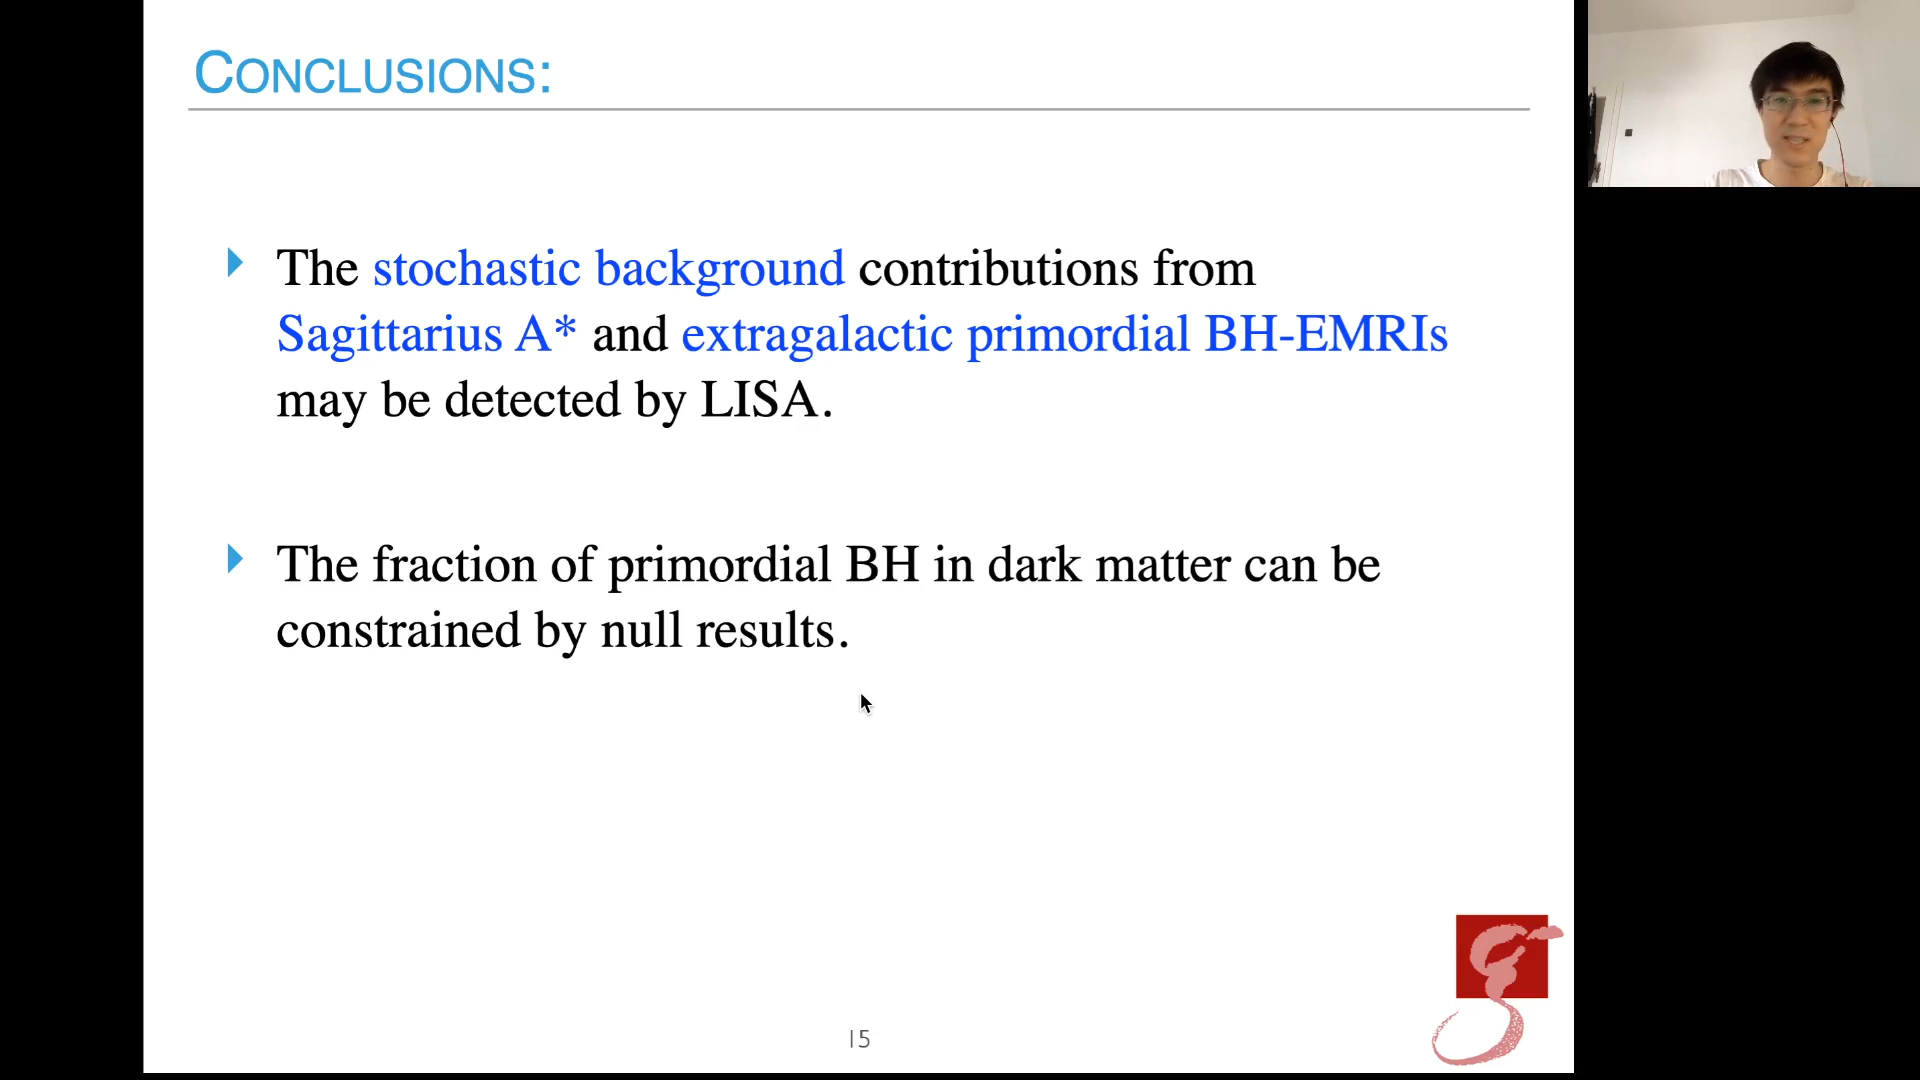 CONCLUSIONS:
The stochastic background contributions from
Sagittarius A* and extragalactic primordial BH-EMRIs
may be detected by LISA.
The fraction of primordial BH in dark matter can be
constrained by null results.
15